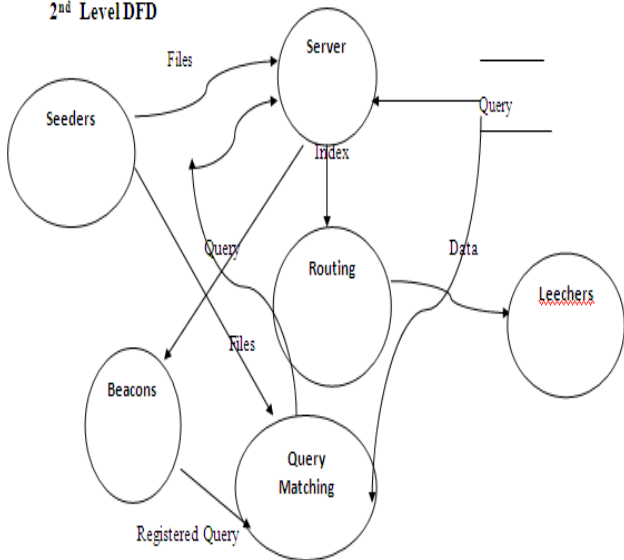 2nd Level DFD
Server
Files
Seeders
Query
Index
Query
Data
Routing
Leechers
Files
Beacons
Query
Matching
Registered Query